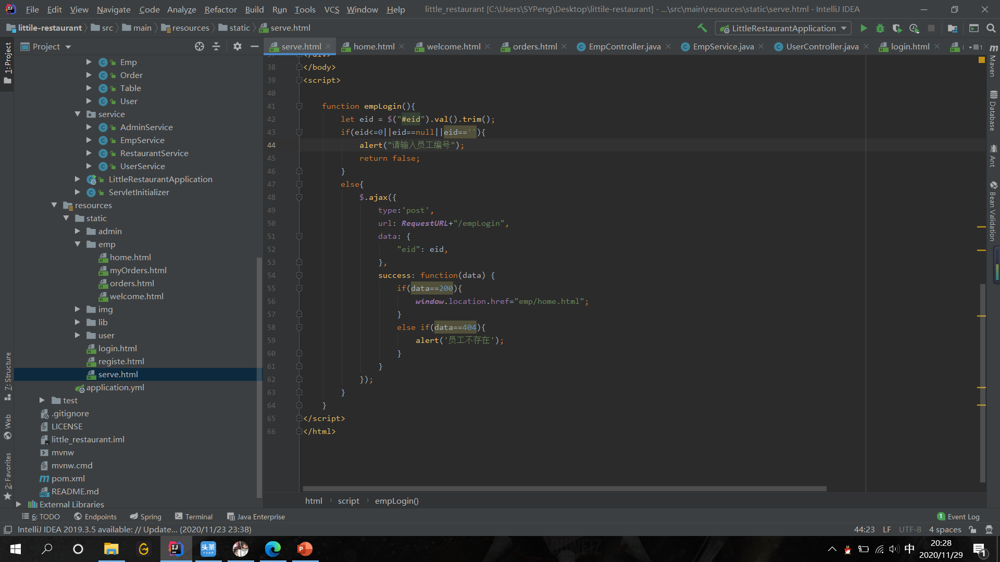 File Edit View Navigate Code Analyze Refactor Build Run Tools VCS Window Help little_restaurant [C:\Users\SYPeng\Desktop\littile-restaurant] - ...\src\main\resources\static\serve.html - IntelliJ IDEA
littile-restaurant src main resources static serve.html LittleRestaurantApplication
Project serve.html home.html welcome.html orders.html EmpController.java EmpService.java UserController.java login.html
1: Project
7: Structure
Web
2: Favorites
Emp
Order
Table
User
service
AdminService
EmpService
RestaurantService
UserService
LittleRestaurantApplication
ServletInitializer
resources
static
admin
emp
home.html
myOrders.html
orders.html
welcome.html
img
lib
user
login.html
registe.html
serve.html
application.yml
test
.gitignore
LICENSE
little_restaurant.iml
mvnw
mvnw.cmd
pom.xml
README.md
External Libraries
38 </body>
39 <script>
40
41 function empLogin(){
42 let eid = $("#eid").val().trim();
43 if(eid<=0||eid==null||eid==''){
44 alert("请输入员工编号");
45 return false;
46 }
47 else{
48 $.ajax({
49 type:'post',
50 url: RequestURL+"/empLogin",
51 data: {
52 "eid": eid,
53 },
54 success: function(data) {
55 if(data==200){
56 window.location.href="emp/home.html";
57 }
58 else if(data==404){
59 alert('员工不存在');
60 }
61 }
62 });
63 }
64 }
65 </script>
66 </html>
Maven
Database
Ant
Bean Validation
html script empLogin()
6: TODO Endpoints Spring Terminal Java Enterprise 1 Event Log
IntelliJ IDEA 2019.3.5 available: // Update... (2020/11/23 23:38) 44:23 LF UTF-8 4 spaces
头条 中 20:28
2020/11/29 1